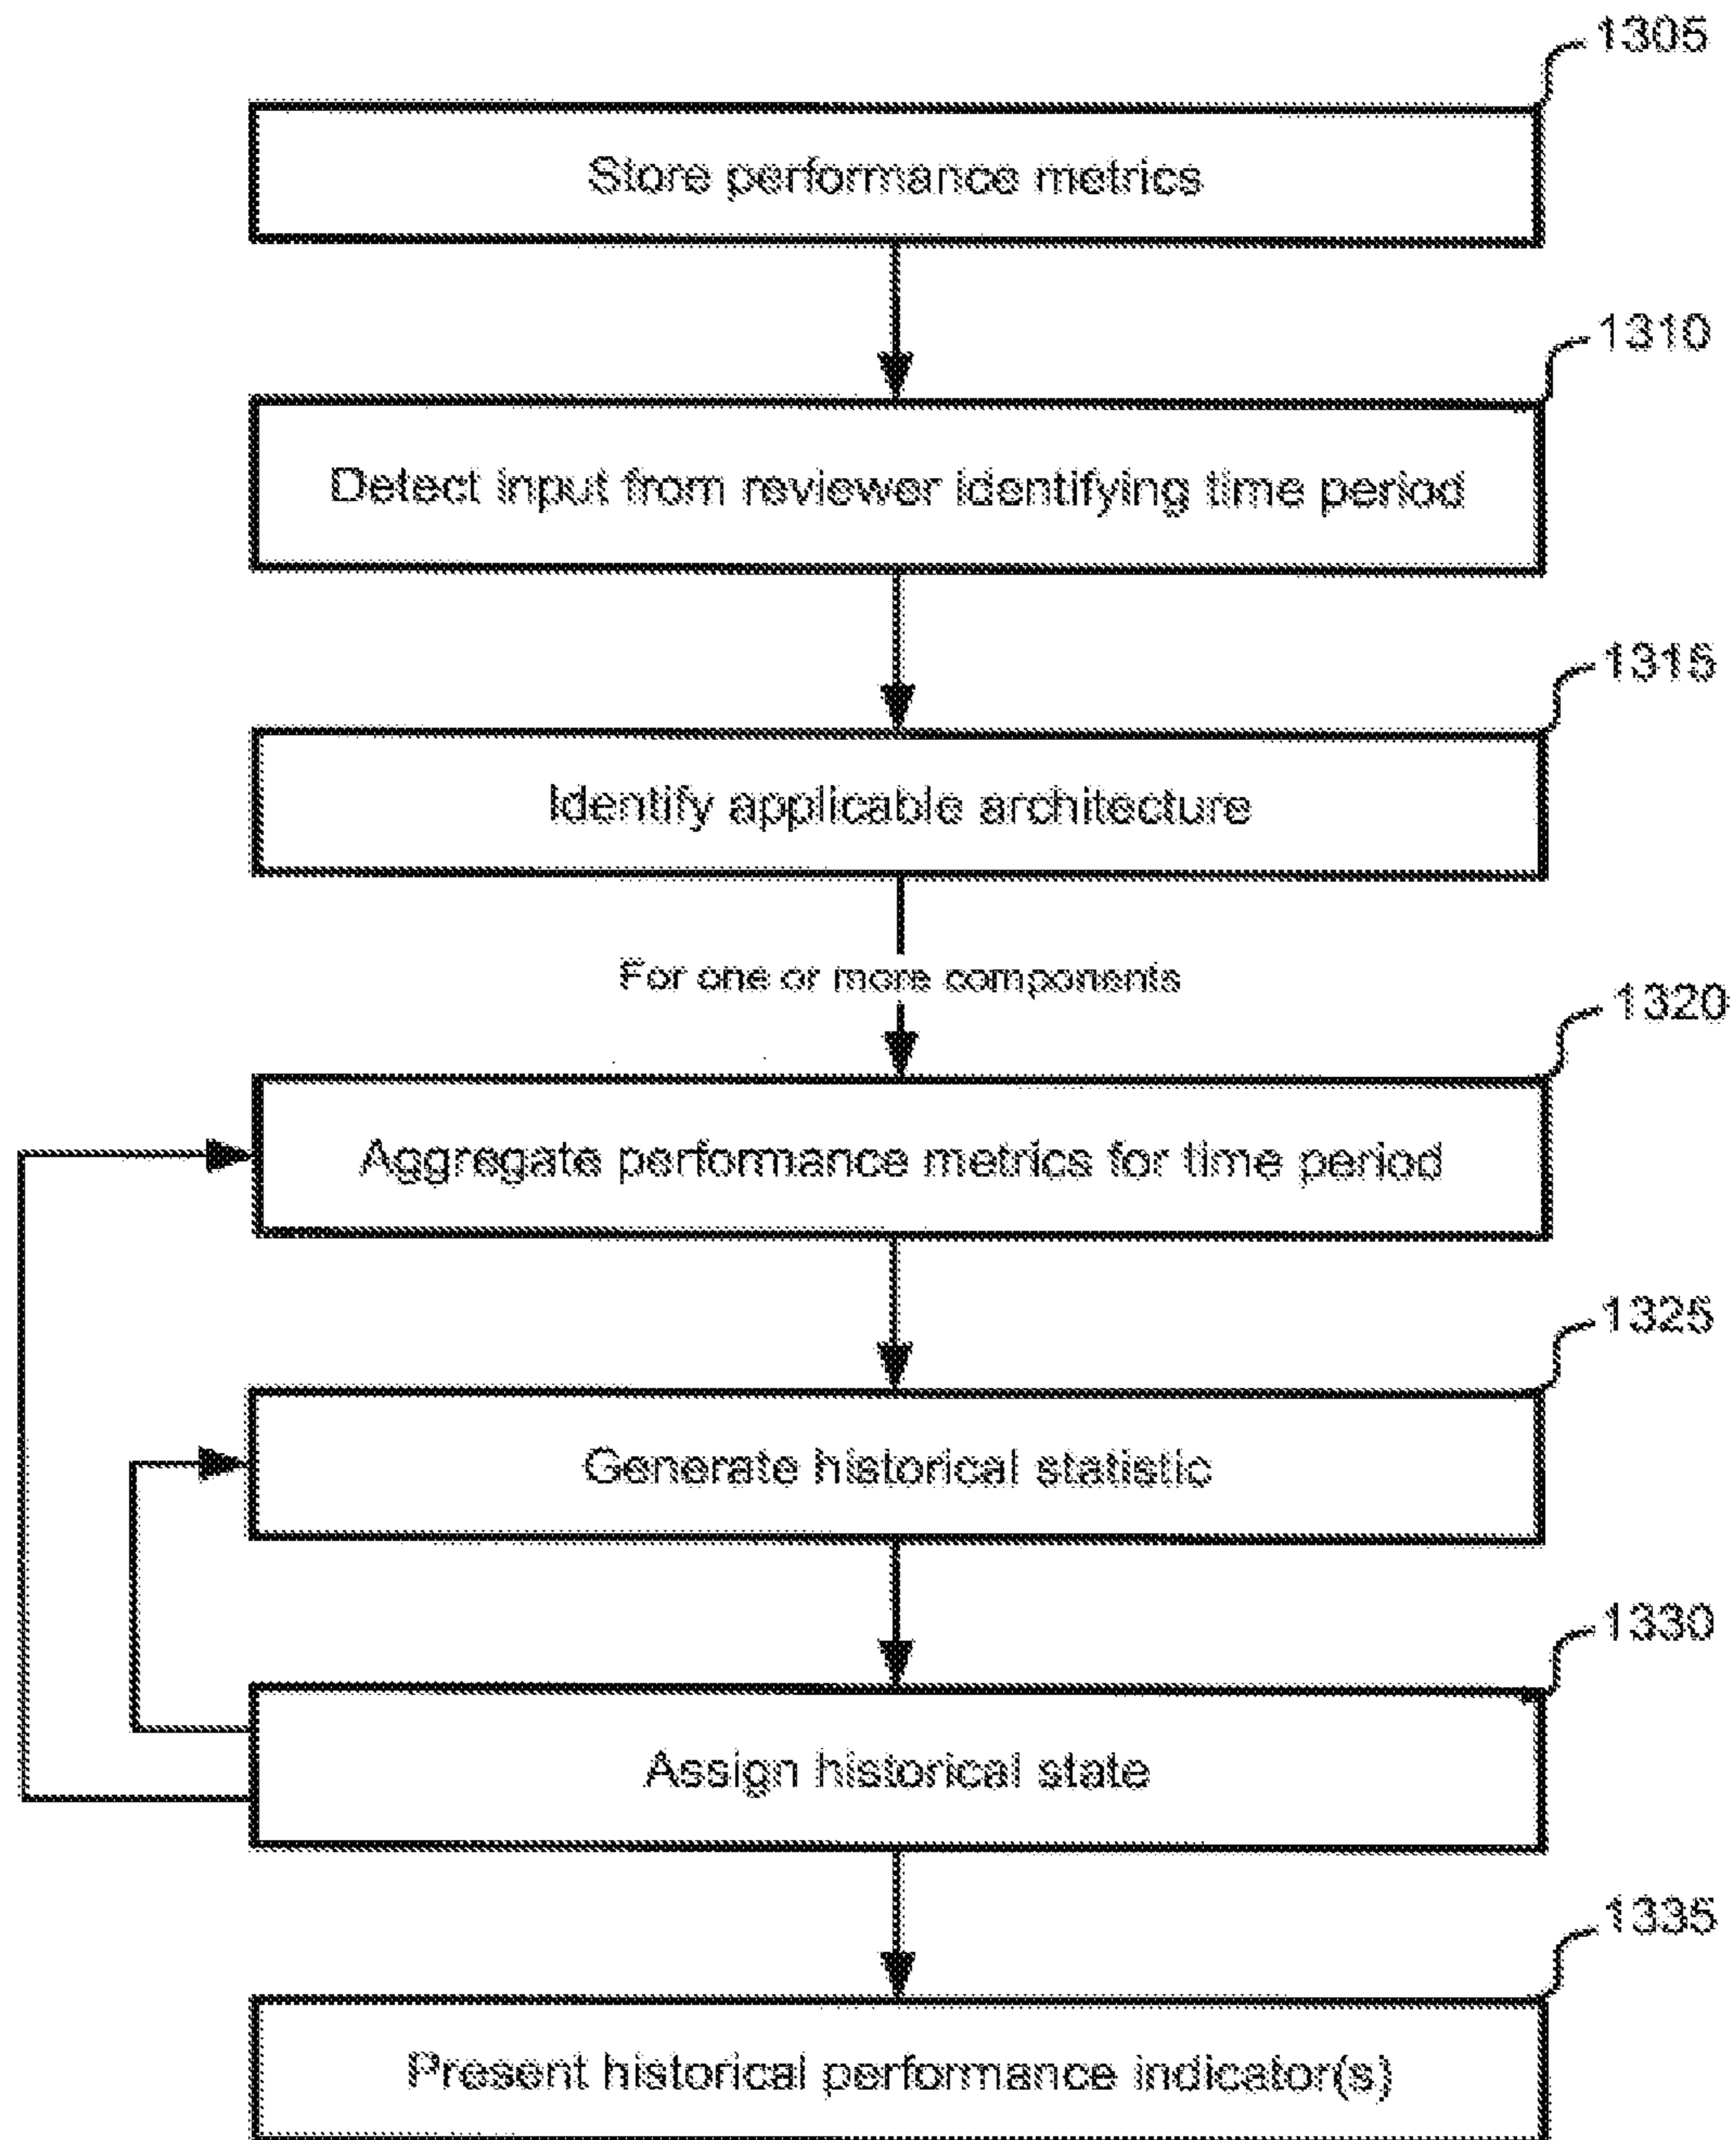 1305
Store performance metrics
1310
Detect input from reviewer identifying time period
1315
Identify applicable architecture
For one or more components
1320
Aggregate performance metrics for time period
1325
Generate historical statistic
1330
Assign historical state
1335
Present historical performance indicator(s)